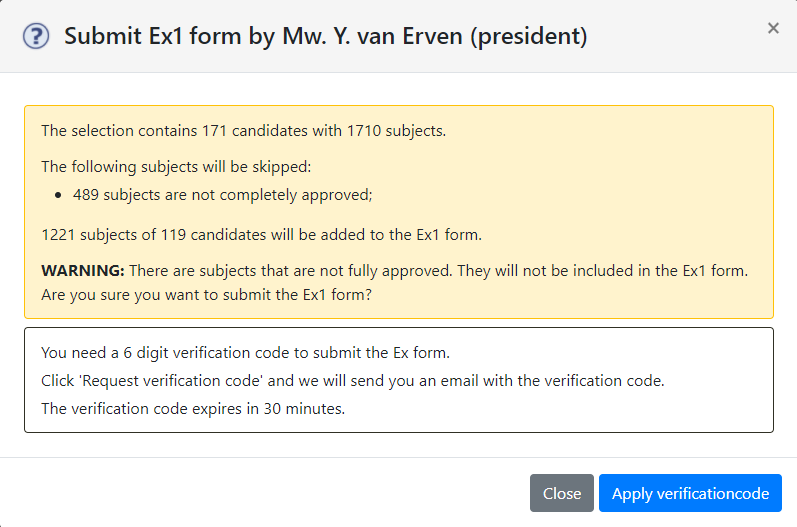 Submit Ex1 form by Mw. Y. van Erven (president)
×
The selection contains 171 candidates with 1710 subjects.
The following subjects will be skipped:
• 489 subjects are not completely approved;
1221 subjects of 119 candidates will be added to the Ex1 form.
WARNING: There are subjects that are not fully approved. They will not be included in the Ex1 form.
Are you sure you want to submit the Ex1 form?
You need a 6 digit verification code to submit the Ex form.
Click 'Request verification code' and we will send you an email with the verification code.
The verification code expires in 30 minutes.
Close Apply verificationcode